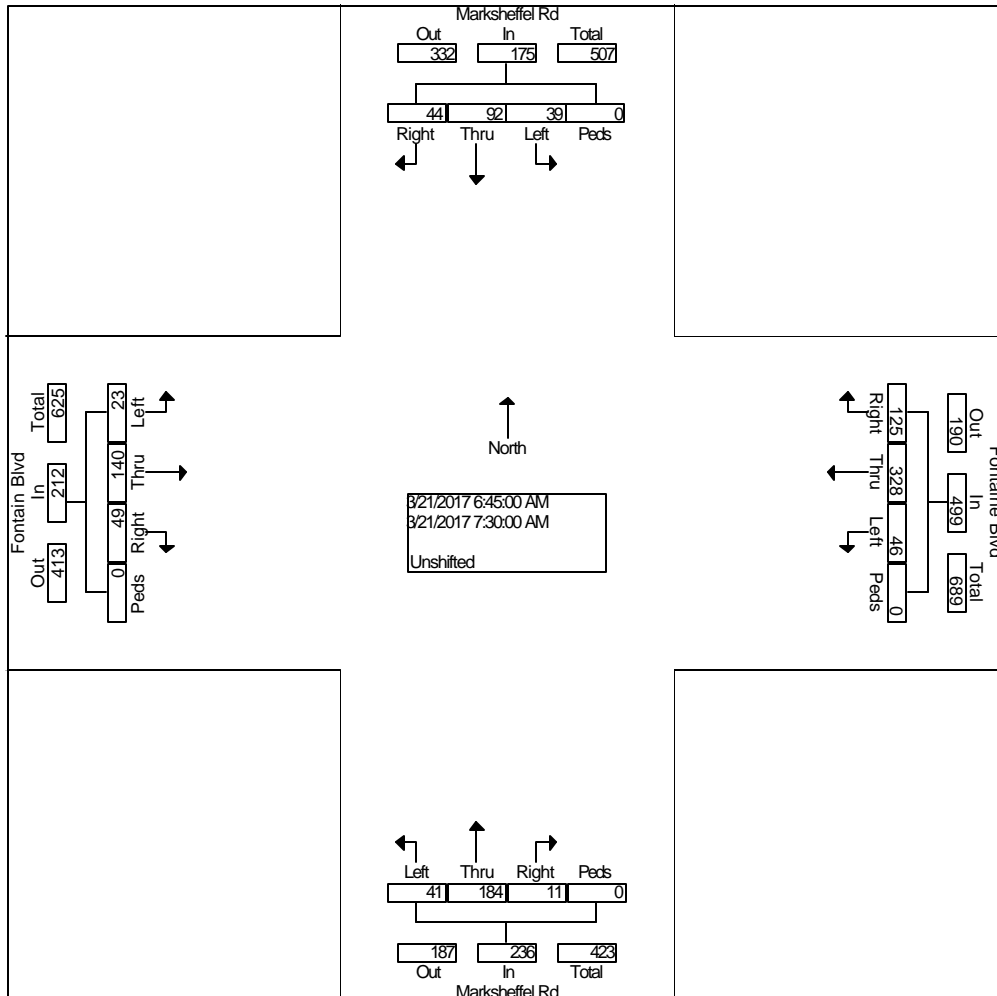 Marksheffel Rd
Out In Total
332 175 507
44 92 39 0
Right Thru Left Peds
Fontain Blvd
Total In Out
625 212 413
23 140 49 0
Left Thru Right Peds
North
3/21/2017 6:45:00 AM
3/21/2017 7:30:00 AM
Unshifted
Right Thru Left Peds
125 328 46 0
190 499 689
Out In Total
Fontaine Blvd
Left Thru Right Peds
41 184 11 0
187 236 423
Out In Total
Marksheffel Rd